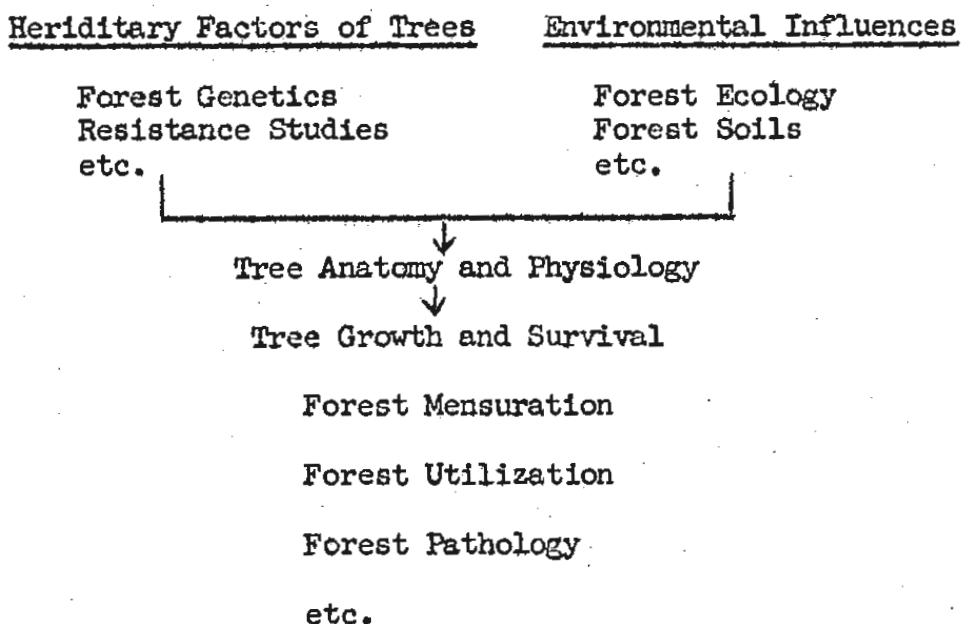 Heriditary Factors of Trees Environmental Influences
Forest Genetics Forest Ecology
Resistance Studies Forest Soils
etc. etc.
Tree Anatomy and Physiology
Tree Growth and Survival
Forest Mensuration
Forest Utilization
Forest Pathology
etc.